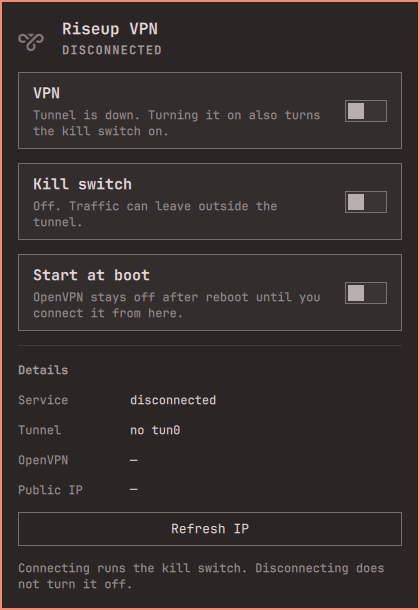 Riseup VPN
DISCONNECTED
VPN
Tunnel is down. Turning it on also turns
the kill switch on.
Kill switch
Off. Traffic can leave outside the
tunnel.
Start at boot
OpenVPN stays off after reboot until you
connect it from here.
Details
Service disconnected
Tunnel no tun0
OpenVPN —
Public IP —
Refresh IP
Connecting runs the kill switch. Disconnecting does
not turn it off.